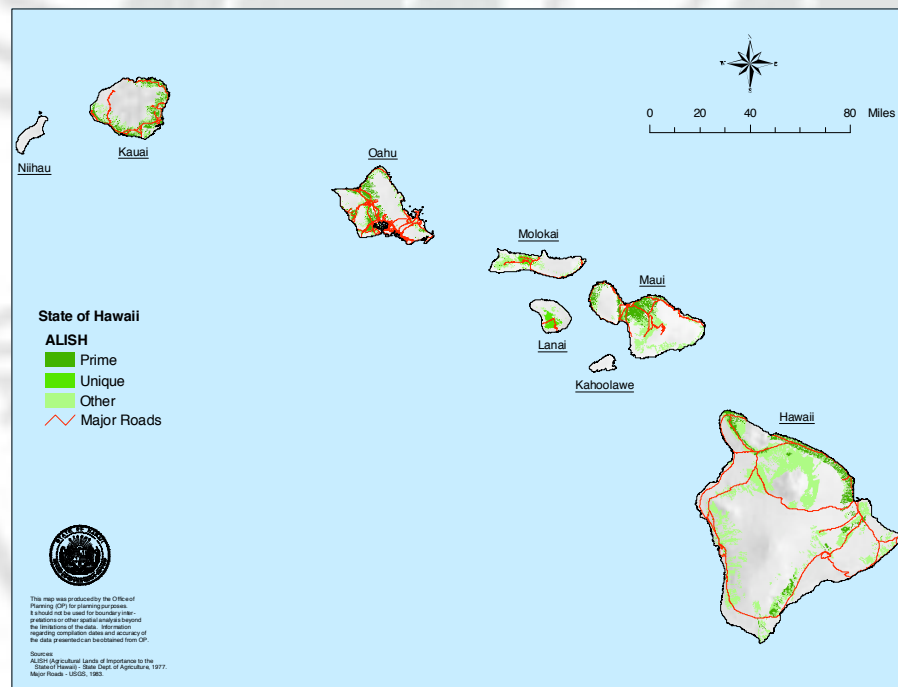 N
W
E
S
0 20 40 80 Miles
Kauai
Niihau
Oahu
Molokai
Maui
Lanai
Kahoolawe
Hawaii
State of Hawaii
ALISH
Prime
Unique
Other
Major Roads
STATE OF HAWAII
This map was produced by the Office of
Planning (OP) for planning purposes.
It should not be used for boundary inter-
pretations or other spatial analysis beyond
the limitations of the data. Information
regarding compilation dates and accuracy of
the data presented can be obtained from OP.
Sources:
ALISH (Agricultural Lands of Importance to the
State of Hawaii) - State Dept. of Agriculture, 1977.
Major Roads - USGS, 1983.